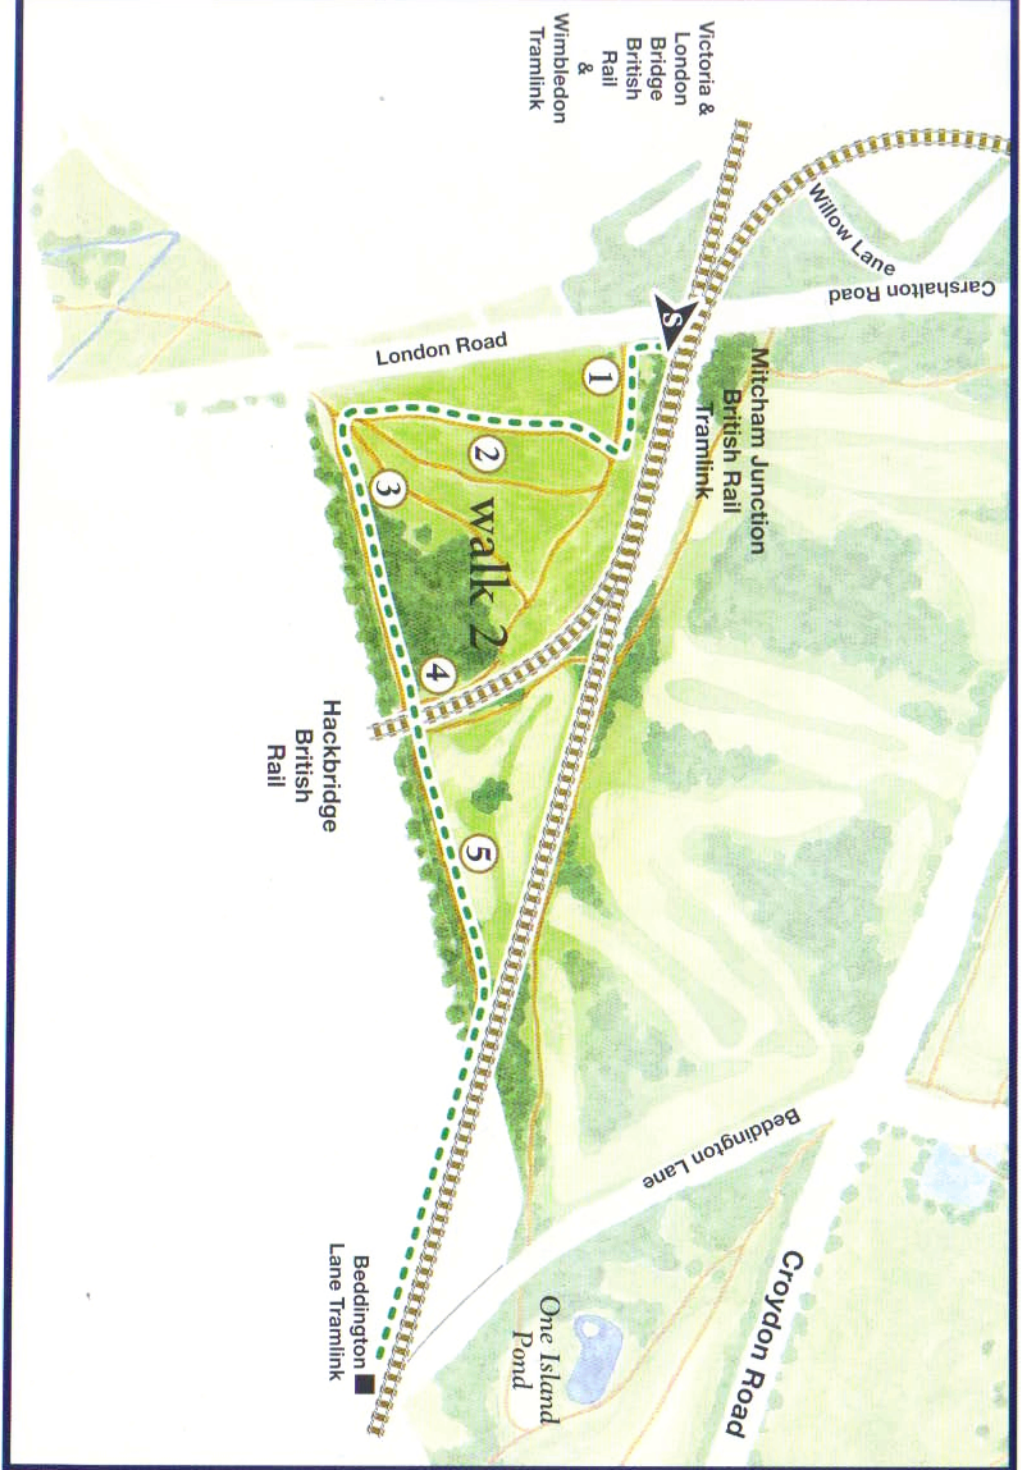 Victoria &
London
Bridge
British
Rail
Wimbledon
&
Tramlink
Willow Lane
Carshalton Road
S
London Road
Mitcham Junction
British Rail
Tramlink
1
2
3
walk 2
4
Hackbridge
British
Rail
5
Beddington Lane
Croydon Road
One Island
Pond
Beddington
Lane Tramlink